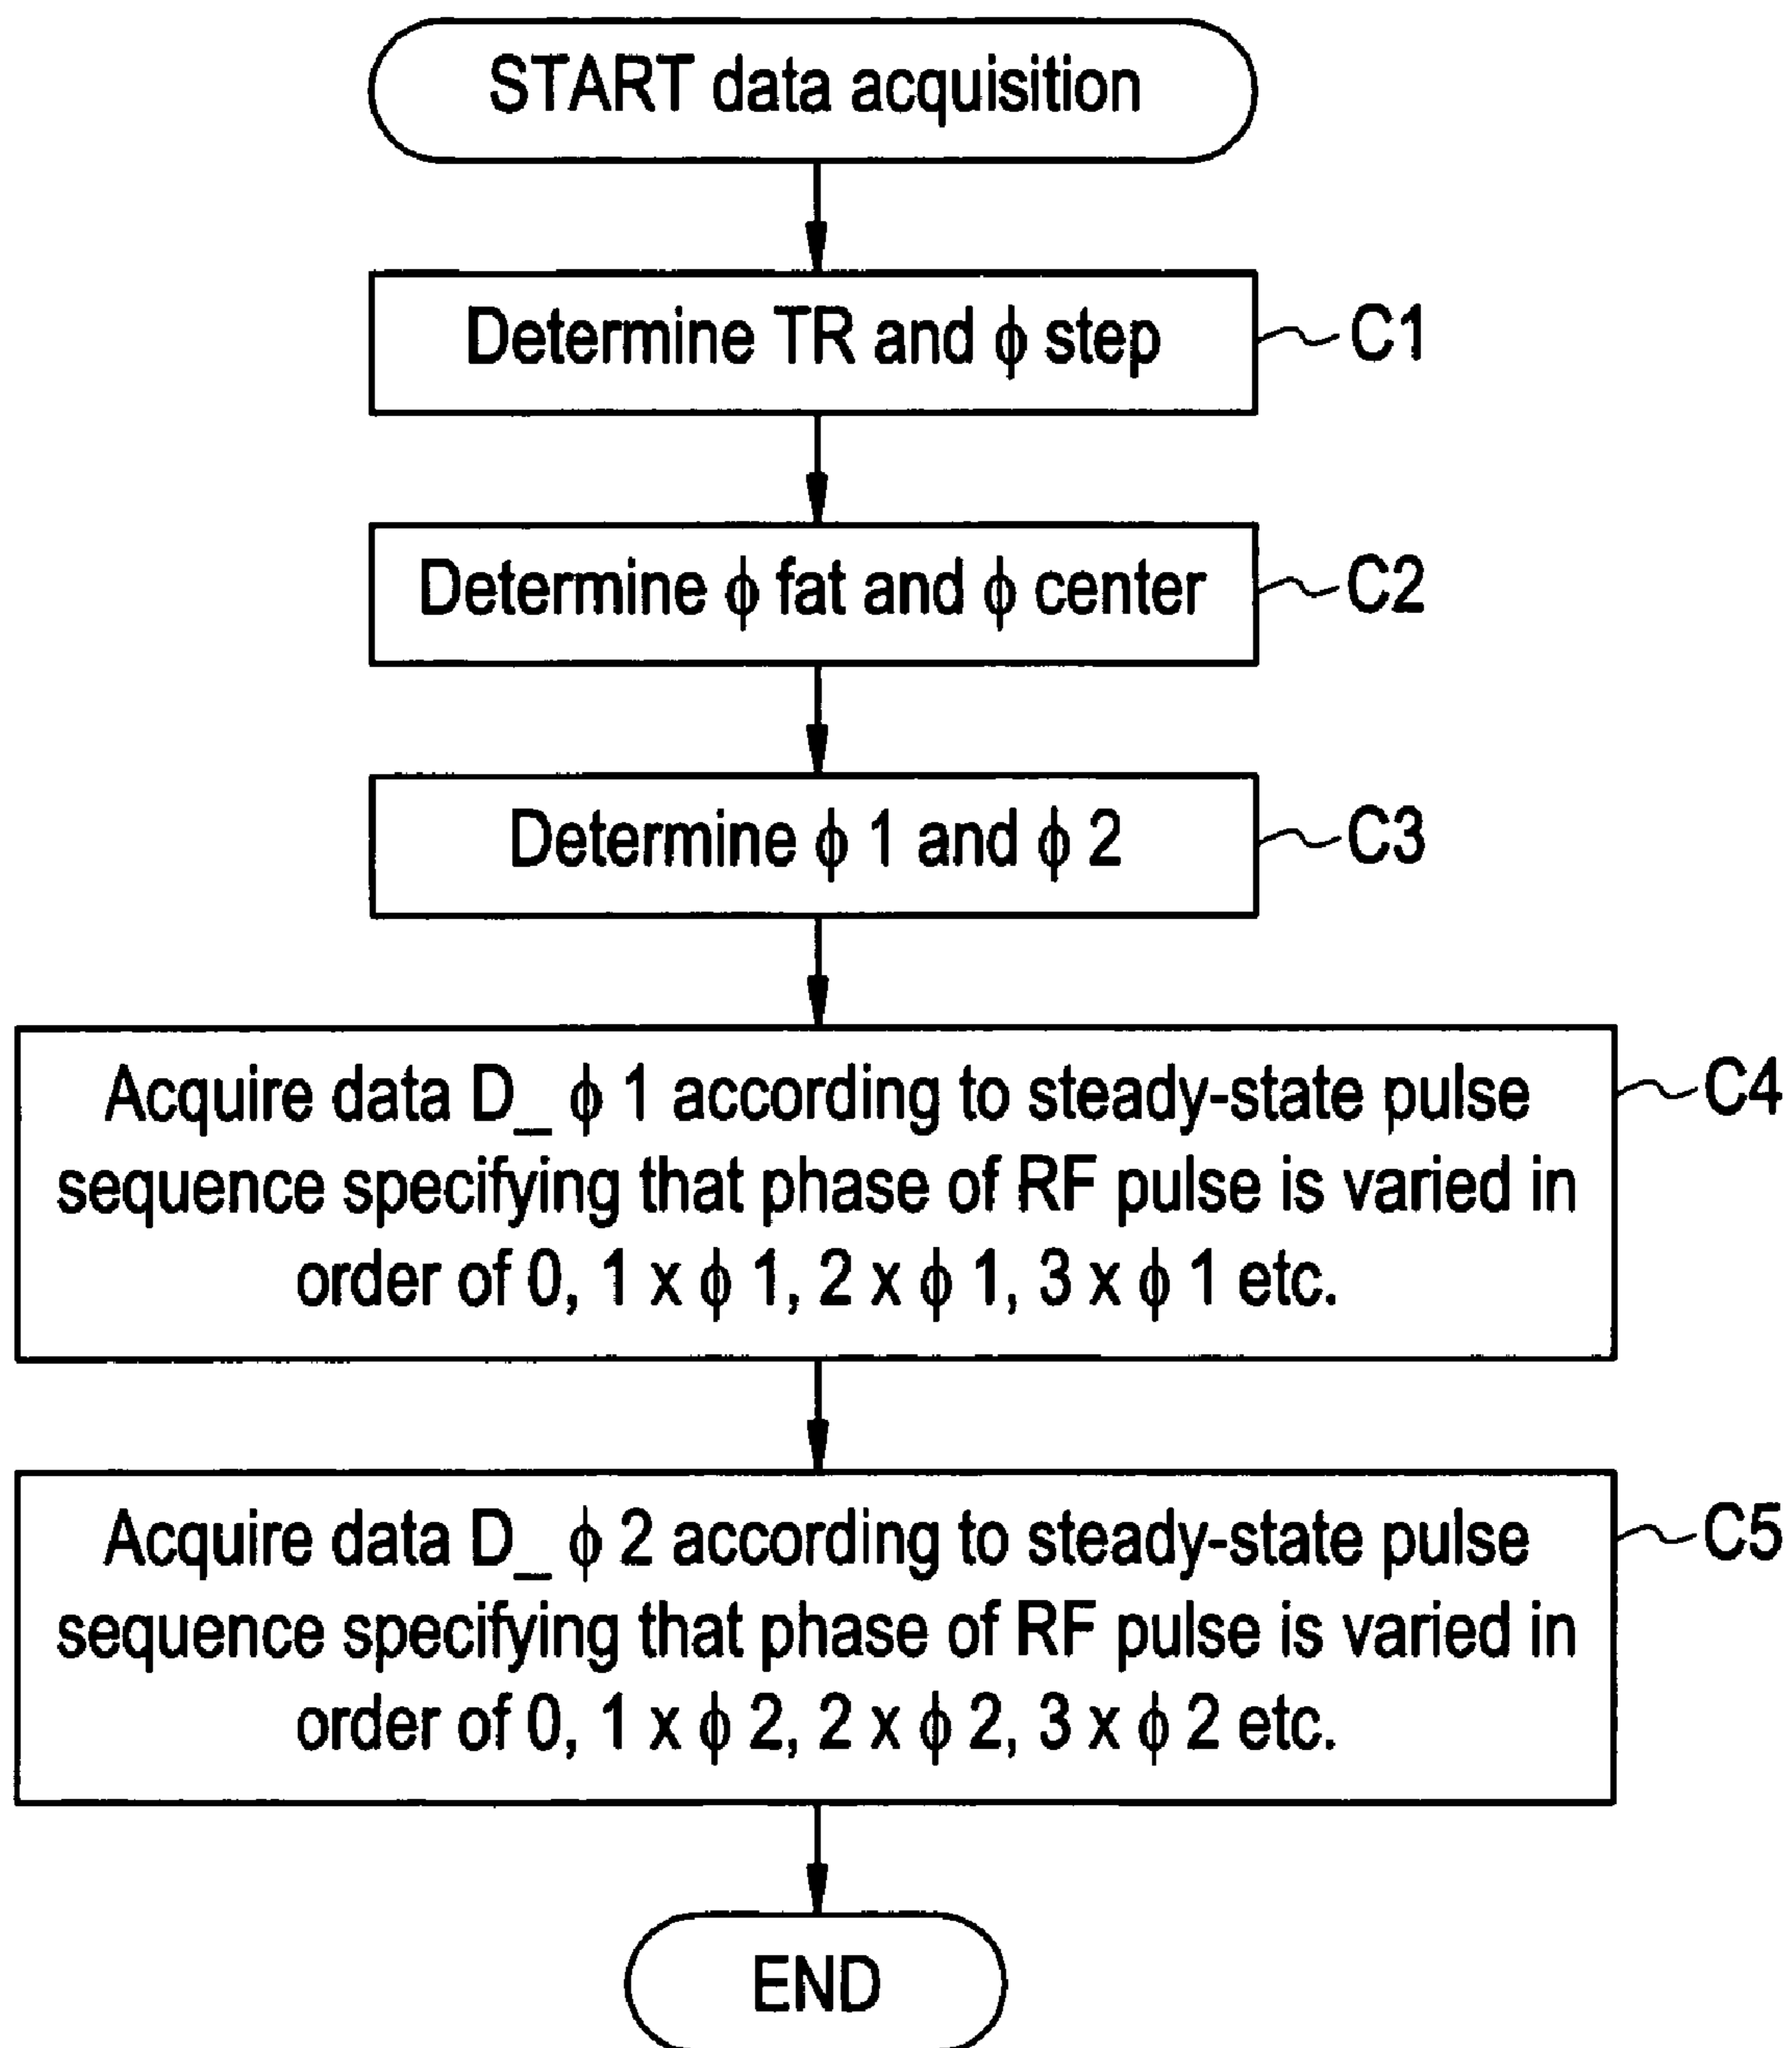 START data acquisition
Determine TR and ϕ step
C1
Determine ϕ fat and ϕ center
C2
Determine ϕ 1 and ϕ 2
C3
Acquire data D_ ϕ 1 according to steady-state pulse
sequence specifying that phase of RF pulse is varied in
order of 0, 1 x ϕ 1, 2 x ϕ 1, 3 x ϕ 1 etc.
C4
Acquire data D_ ϕ 2 according to steady-state pulse
sequence specifying that phase of RF pulse is varied in
order of 0, 1 x ϕ 2, 2 x ϕ 2, 3 x ϕ 2 etc.
C5
END